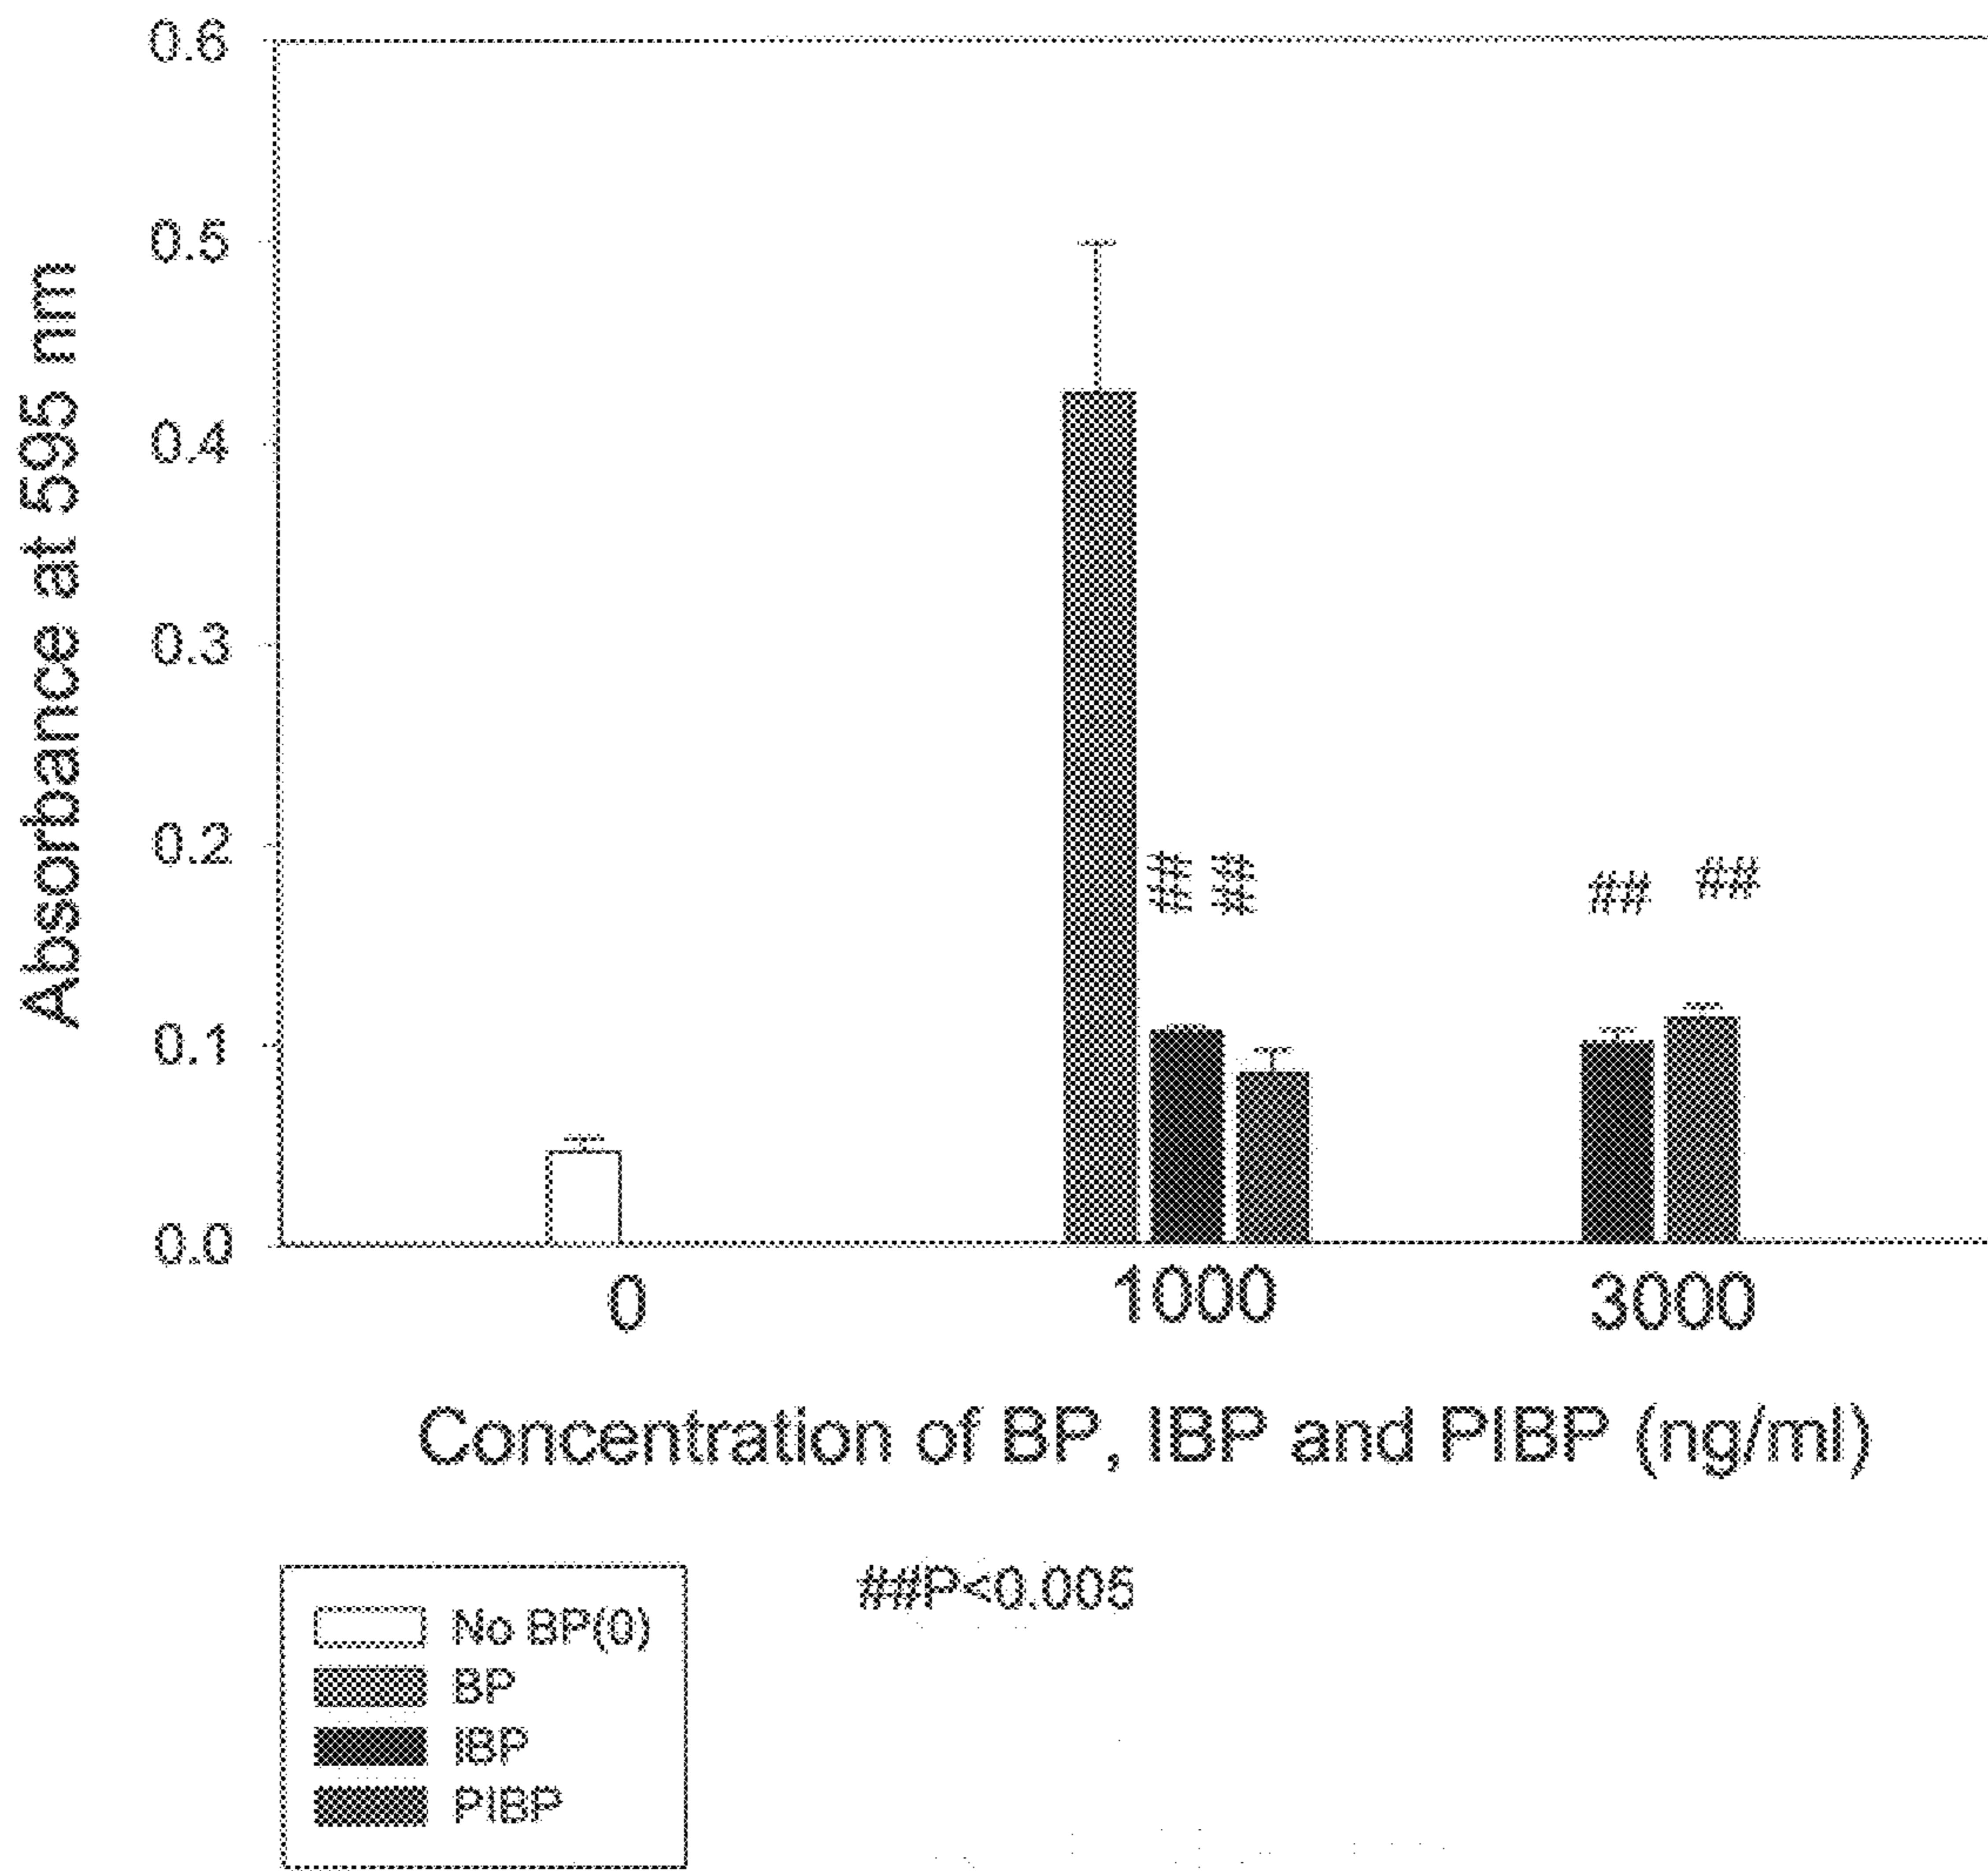 0.6
0.5
0.4
0.3
0.2
0.1
0.0
Absorbance at 595 nm
## ## ## ##
0 1000 3000
Concentration of BP, IBP and PIBP (ng/ml)
##P<0.005
No BP(0)
BP
IBP
PIBP